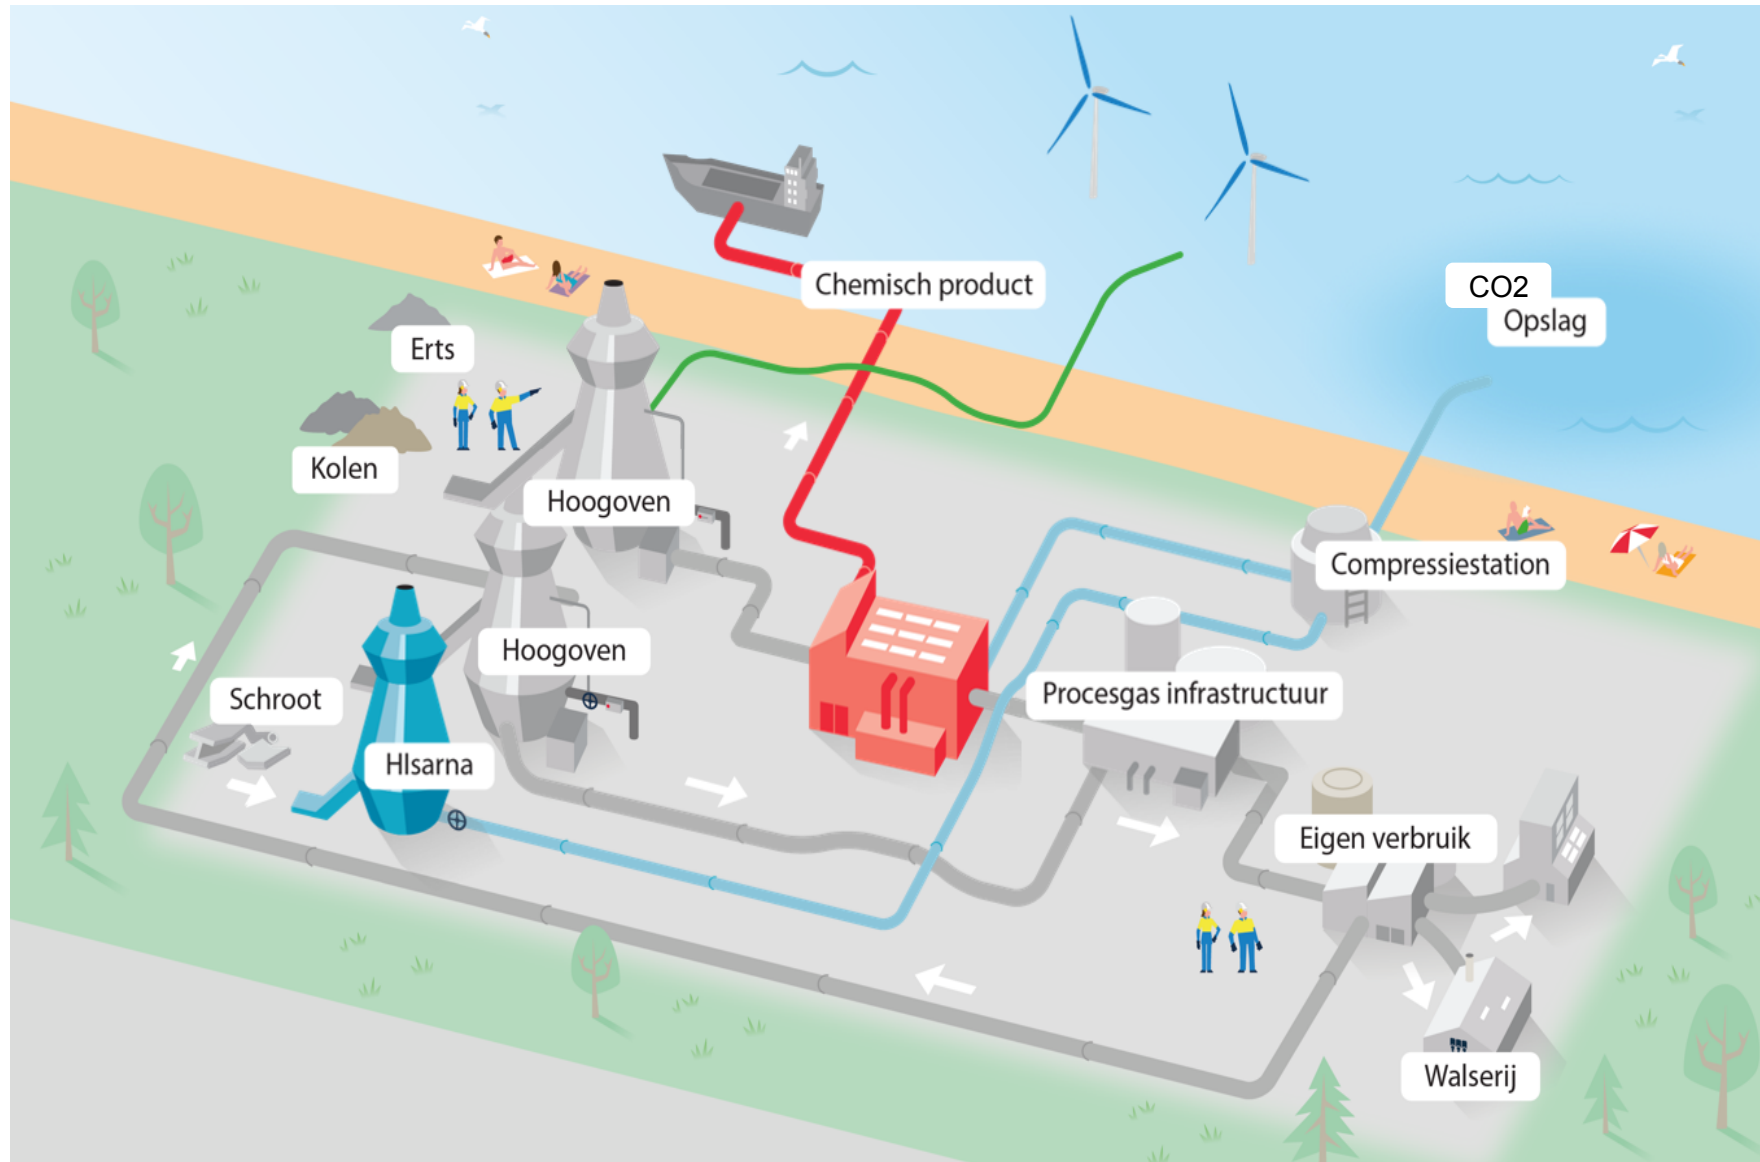 CO2
Opslag
Chemisch product
Erts
Kolen
Hoogoven
Compressiestation
Hoogoven
Schroot
Procesgas infrastructuur
HIsarna
Eigen verbruik
Walserij